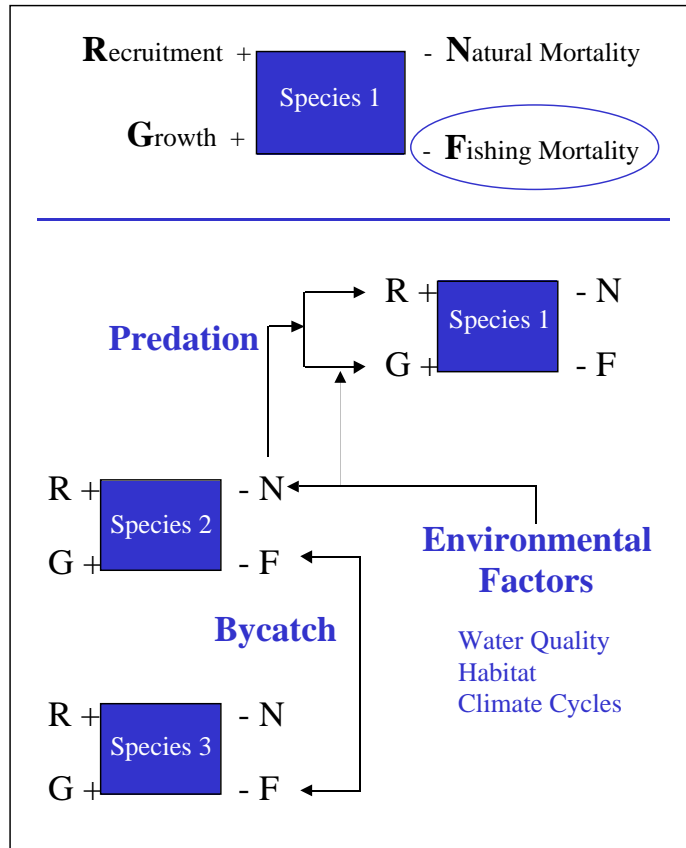 Recruitment + - Natural Mortality
Species 1
Growth + - Fishing Mortality
R + - N
Species 1
Predation
G + - F
R + - N
Species 2
G + - F
Environmental
Factors
Bycatch
Water Quality
Habitat
Climate Cycles
R + - N
Species 3
G + - F